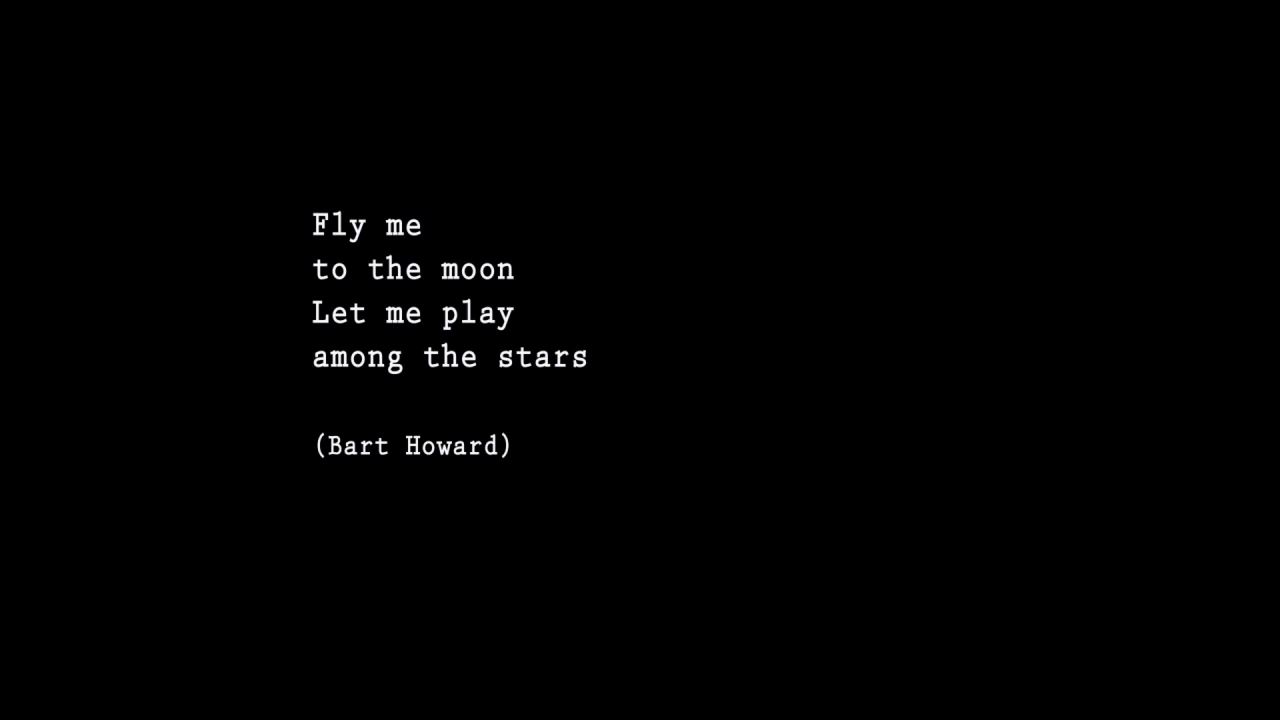 Fly me
to the moon
Let me play
among the stars
(Bart Howard)